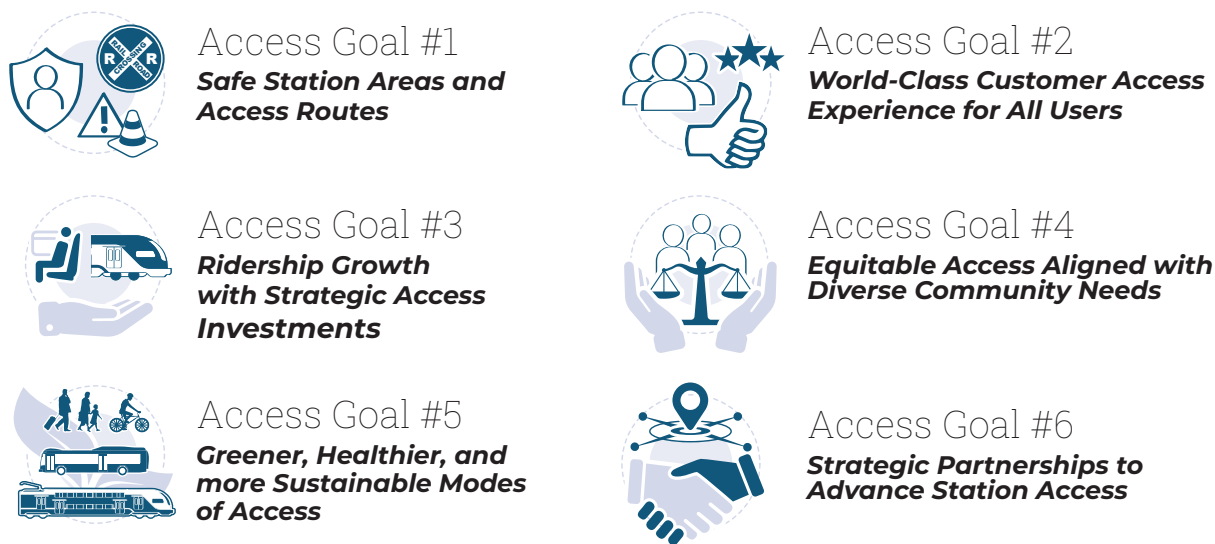 RAIL
CROSSING
ROAD
R R
Access Goal #1
Safe Station Areas and
Access Routes
Access Goal #2
World-Class Customer Access
Experience for All Users
Access Goal #3
Ridership Growth
with Strategic Access
Investments
Access Goal #4
Equitable Access Aligned with
Diverse Community Needs
Access Goal #5
Greener, Healthier, and
more Sustainable Modes
of Access
Access Goal #6
Strategic Partnerships to
Advance Station Access